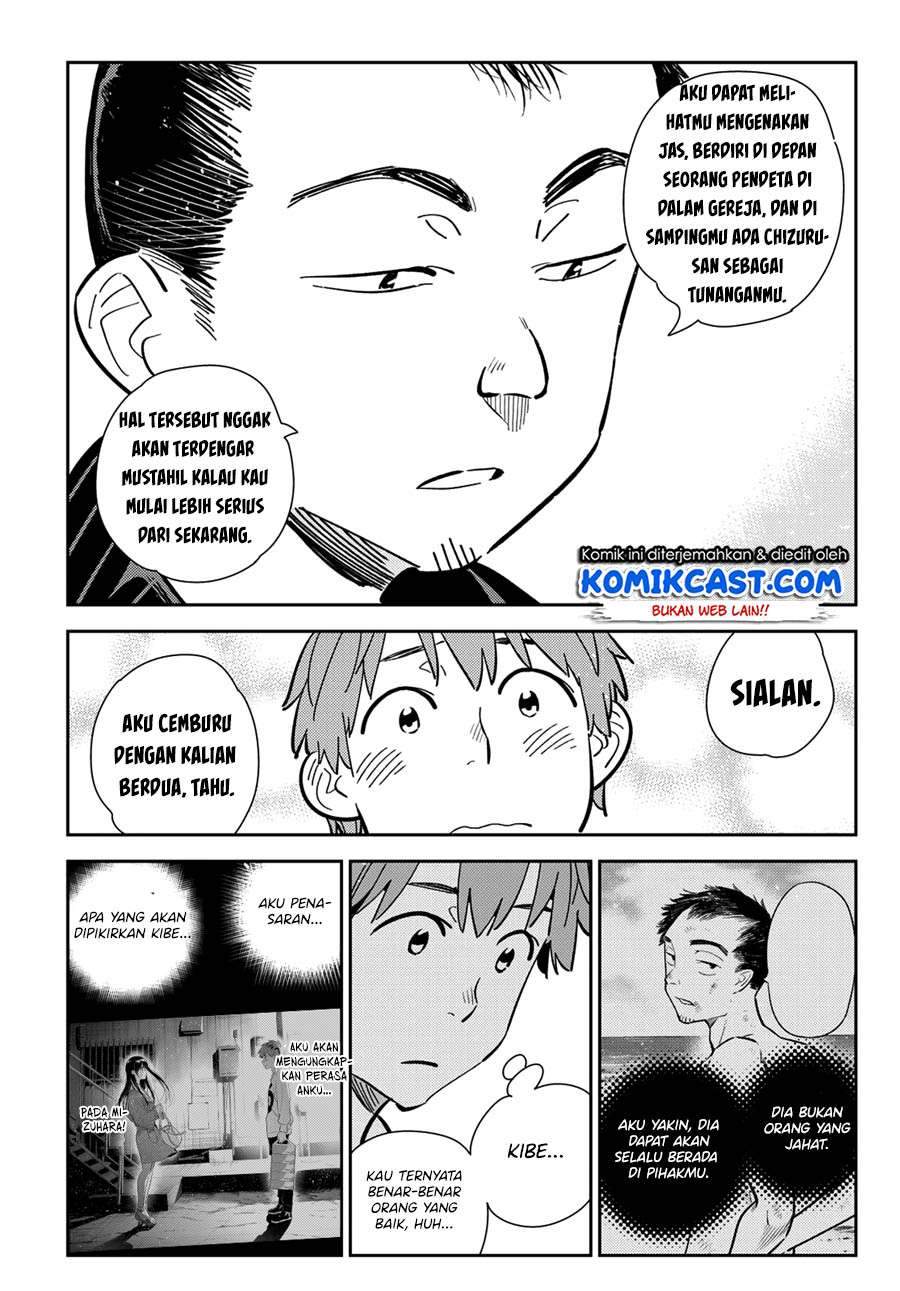 AKU DAPAT MELI-
HATMU MENGENAKAN
JAS, BERDIRI DI DEPAN
SEORANG PENDETA DI
DALAM GEREJA, DAN DI
SAMPINGMU ADA CHIZURU-
SAN SEBAGAI
TUNANGANMU.
HAL TERSEBUT NGGAK
AKAN TERDENGAR
MUSTAHIL KALAU KAU
MULAI LEBIH SERIUS
DARI SEKARANG.
Komik ini diterjemahkan & diedit oleh
KOMIKCAST.COM
BUKAN WEB LAIN!!
SIALAN.
AKU CEMBURU
DENGAN KALIAN
BERDUA, TAHU.
DIA BUKAN
ORANG YANG
JAHAT.
AKU YAKIN, DIA
DAPAT AKAN
SELALU BERADA
DI PIHAKMU.
KIBE...
KAU TERNYATA
BENAR-BENAR
ORANG YANG
BAIK, HUH...
AKU PENA-
SARAN...
APA YANG AKAN
DIPIKIRKAN KIBE...
AKU AKAN
MENGUNGKAP-
KAN PERASA
ANKU...
PADA MI-
ZUHARA!